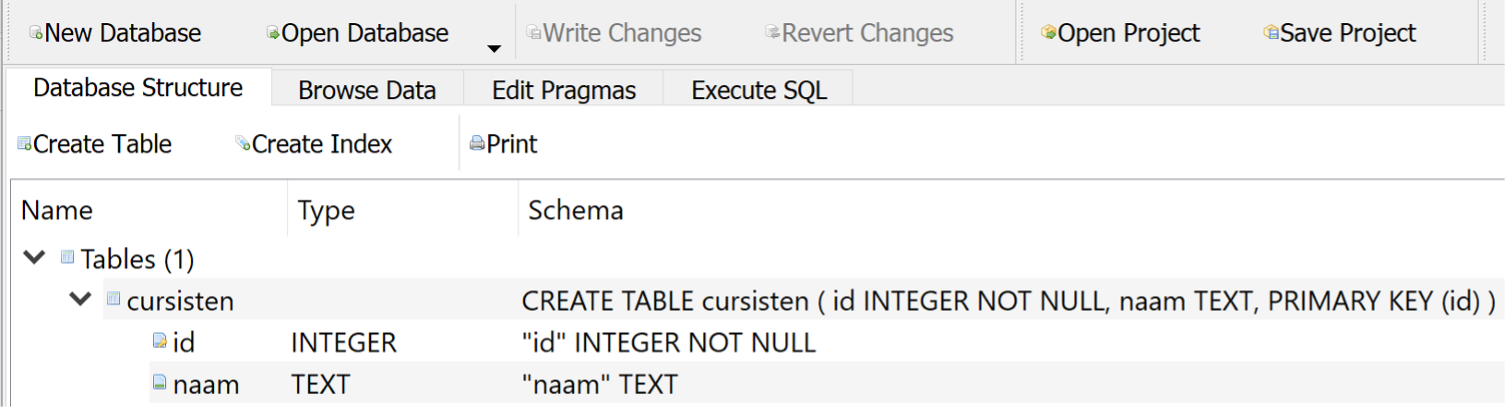 New Database Open Database Write Changes Revert Changes Open Project Save Project
Database Structure Browse Data Edit Pragmas Execute SQL
Create Table Create Index Print
Name Type Schema
Tables (1)
cursisten CREATE TABLE cursisten ( id INTEGER NOT NULL, naam TEXT, PRIMARY KEY (id) )
id INTEGER "id" INTEGER NOT NULL
naam TEXT "naam" TEXT